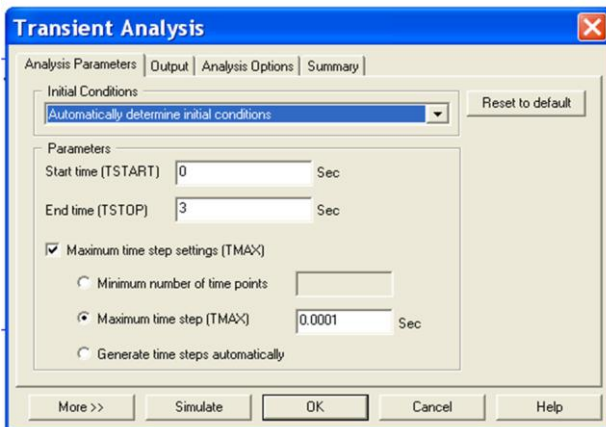 Transient Analysis
Analysis Parameters Output Analysis Options Summary
Initial Conditions
Automatically determine initial conditions
Reset to default
Parameters
Start time (TSTART) 0 Sec
End time (TSTOP) 3 Sec
Maximum time step settings (TMAX)
Minimum number of time points
Maximum time step (TMAX) 0.0001 Sec
Generate time steps automatically
More >> Simulate OK Cancel Help